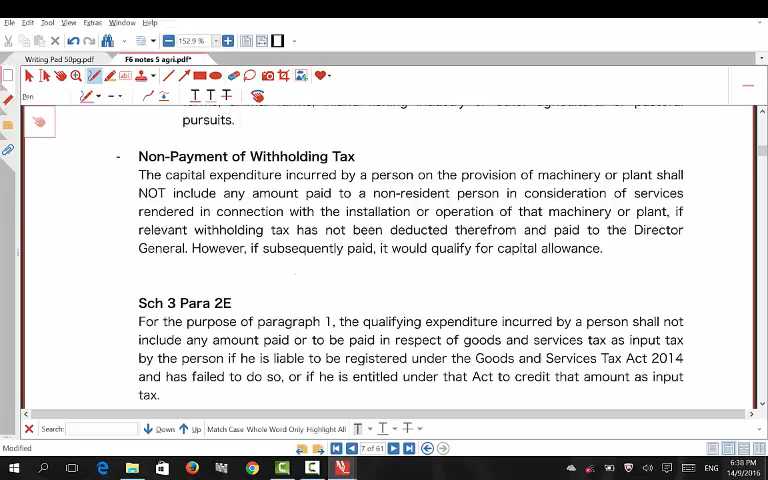 File Edit Tool View Extras Window Help
152.9 %
Writing Pad 50pg.pdf F6 notes 5 agri.pdf*
Pen
pursuits.
- Non-Payment of Withholding Tax
The capital expenditure incurred by a person on the provision of machinery or plant shall
NOT include any amount paid to a non-resident person in consideration of services
rendered in connection with the installation or operation of that machinery or plant, if
relevant withholding tax has not been deducted therefrom and paid to the Director
General. However, if subsequently paid, it would qualify for capital allowance.
Sch 3 Para 2E
For the purpose of paragraph 1, the qualifying expenditure incurred by a person shall not
include any amount paid or to be paid in respect of goods and services tax as input tax
by the person if he is liable to be registered under the Goods and Services Tax Act 2014
and has failed to do so, or if he is entitled under that Act to credit that amount as input
tax.
Search: Down Up Match Case Whole Word Only Highlight All
Modified 7 of 61
ENG 6:38 PM
14/9/2016